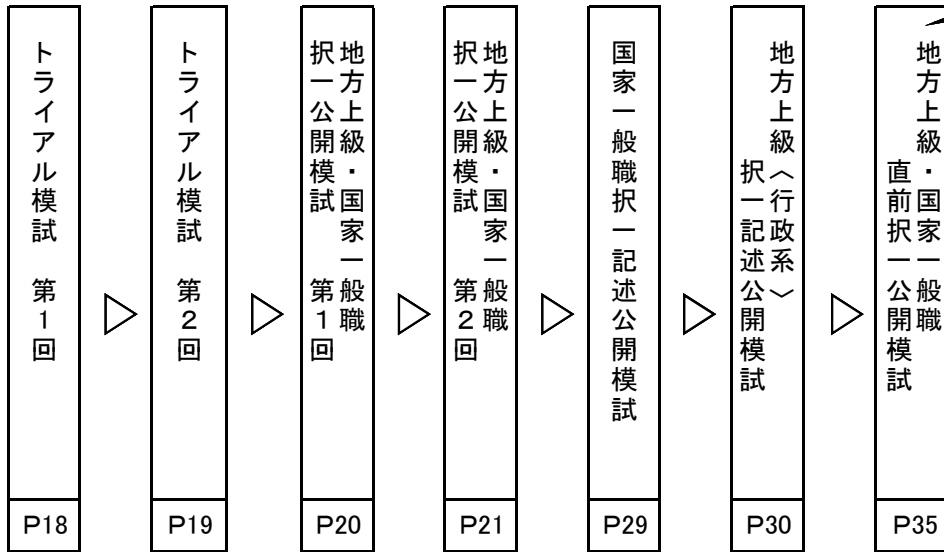 トライアル模試　第1回
P18
トライアル模試　第2回
P19
地方上級・国家一般職
択一公開模試　第1回
P20
地方上級・国家一般職
択一公開模試　第2回
P21
国家一般職択一記述公開模試
P29
地方上級〈行政系〉
択一記述公開模試
P30
地方上級・国家一般職
直前択一公開模試
P35